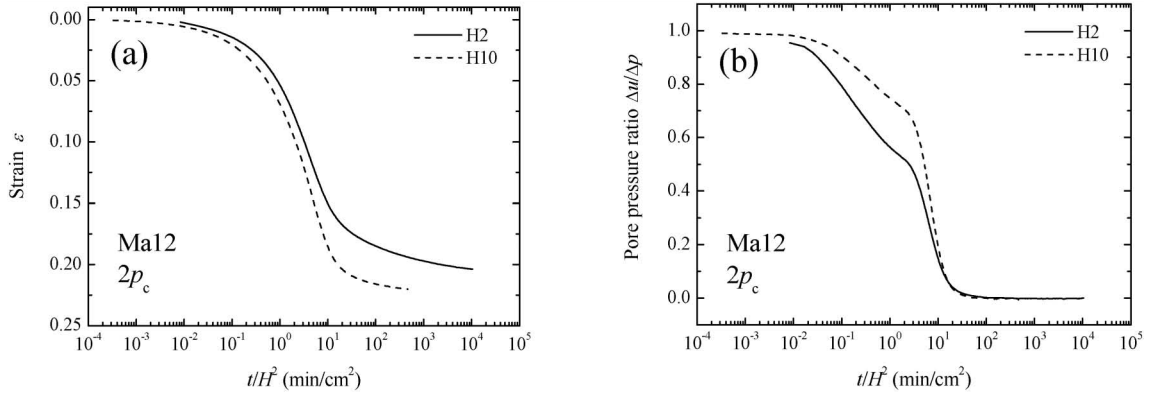 0.00
0.05
0.10
0.15
0.20
0.25
Strain ε
(a)
H2
H10
Ma12
2p_c
10⁻⁴ 10⁻³ 10⁻² 10⁻¹ 10⁰ 10¹ 10² 10³ 10⁴ 10⁵
t/H² (min/cm²)
1.0
0.8
0.6
0.4
0.2
0.0
Pore pressure ratio Δu/Δp
(b)
H2
H10
Ma12
2p_c
10⁻⁴ 10⁻³ 10⁻² 10⁻¹ 10⁰ 10¹ 10² 10³ 10⁴ 10⁵
t/H² (min/cm²)